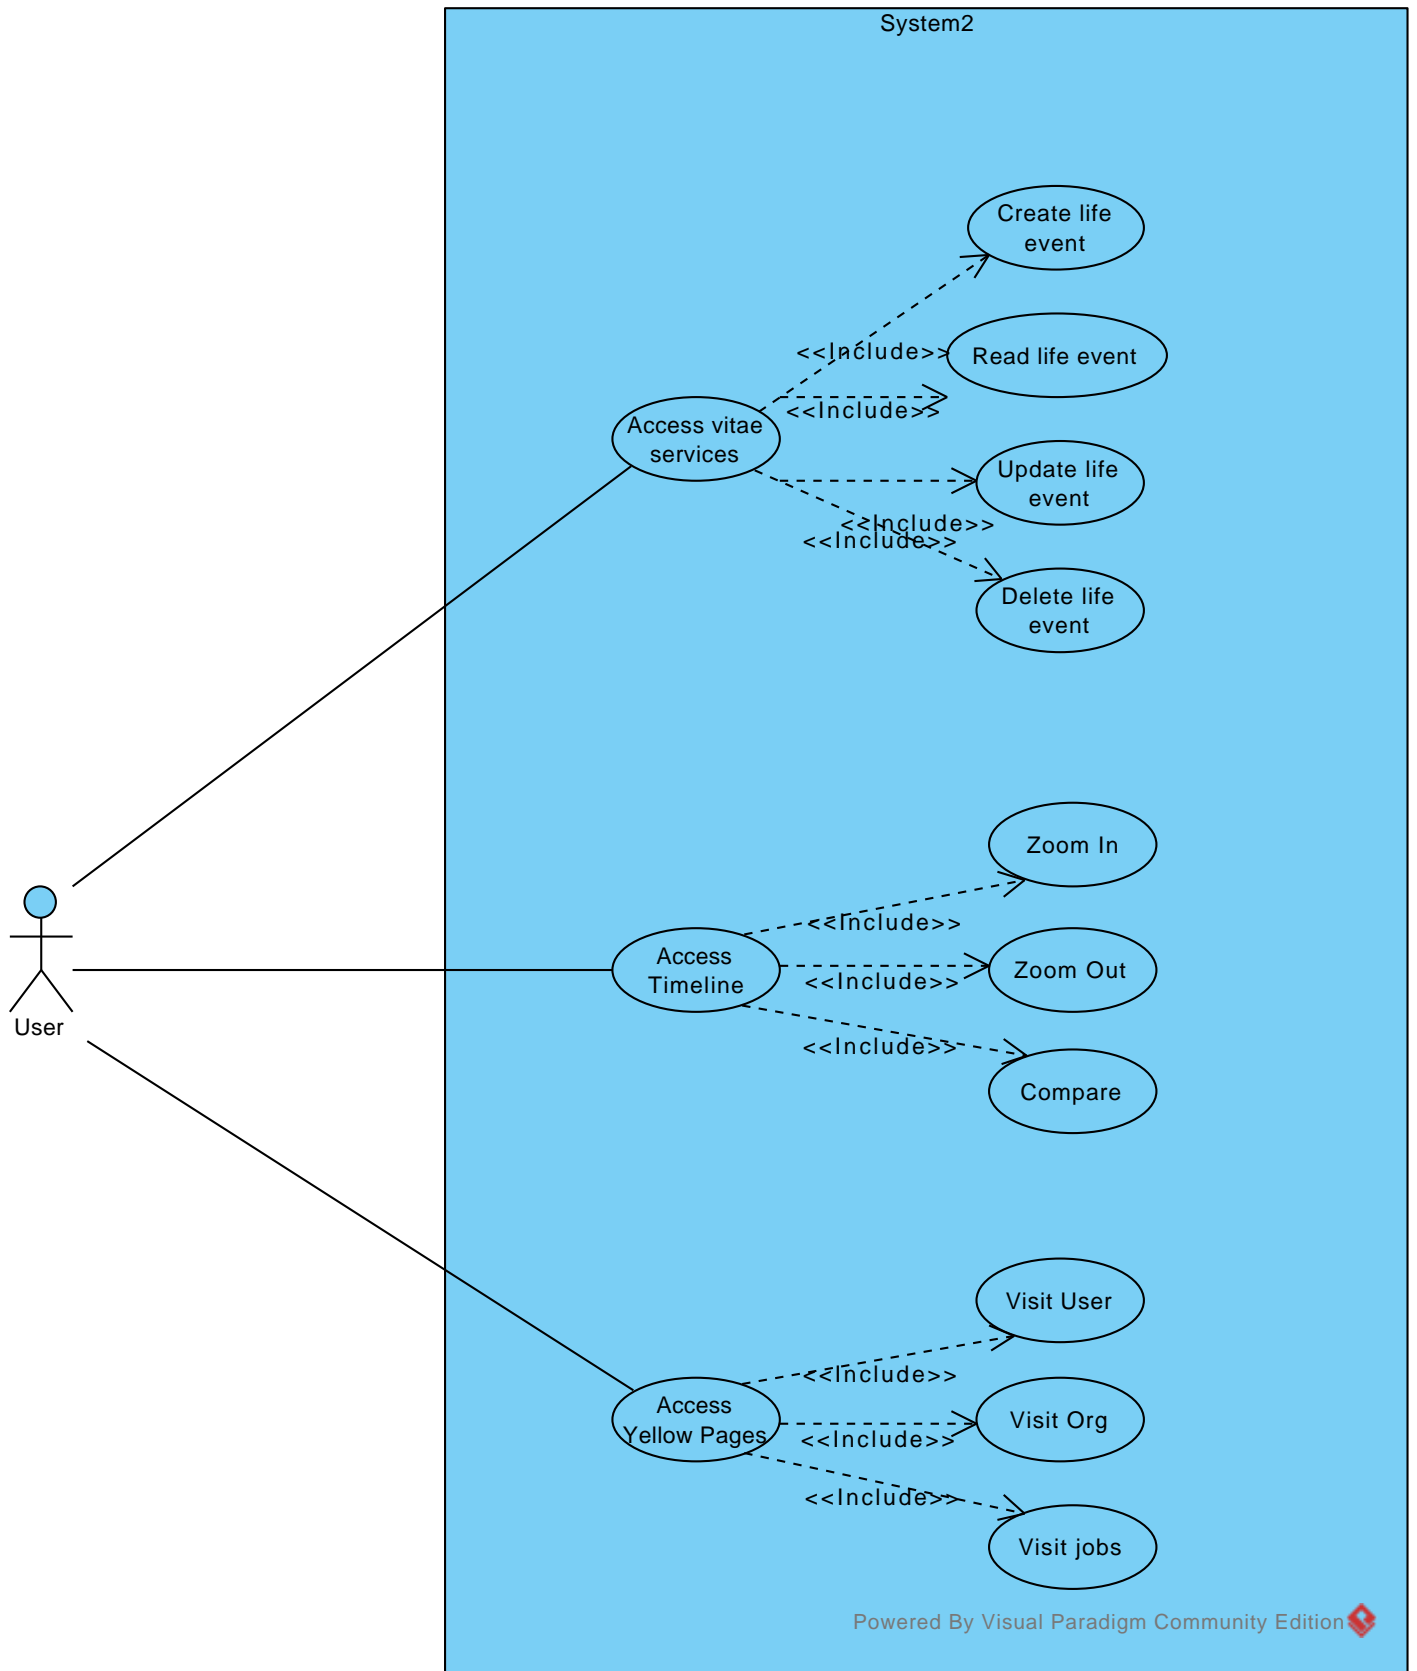 System2
Create life
event
<<Include>>
Read life event
<<Include>>
Access vitae
services
Update life
event
<<Include>>
<<Include>>
Delete life
event
Zoom In
<<Include>>
Access
Timeline
Zoom Out
<<Include>>
User
<<Include>>
Compare
Visit User
<<Include>>
Access
Yellow Pages
Visit Org
<<Include>>
<<Include>>
Visit jobs
Powered By Visual Paradigm Community Edition